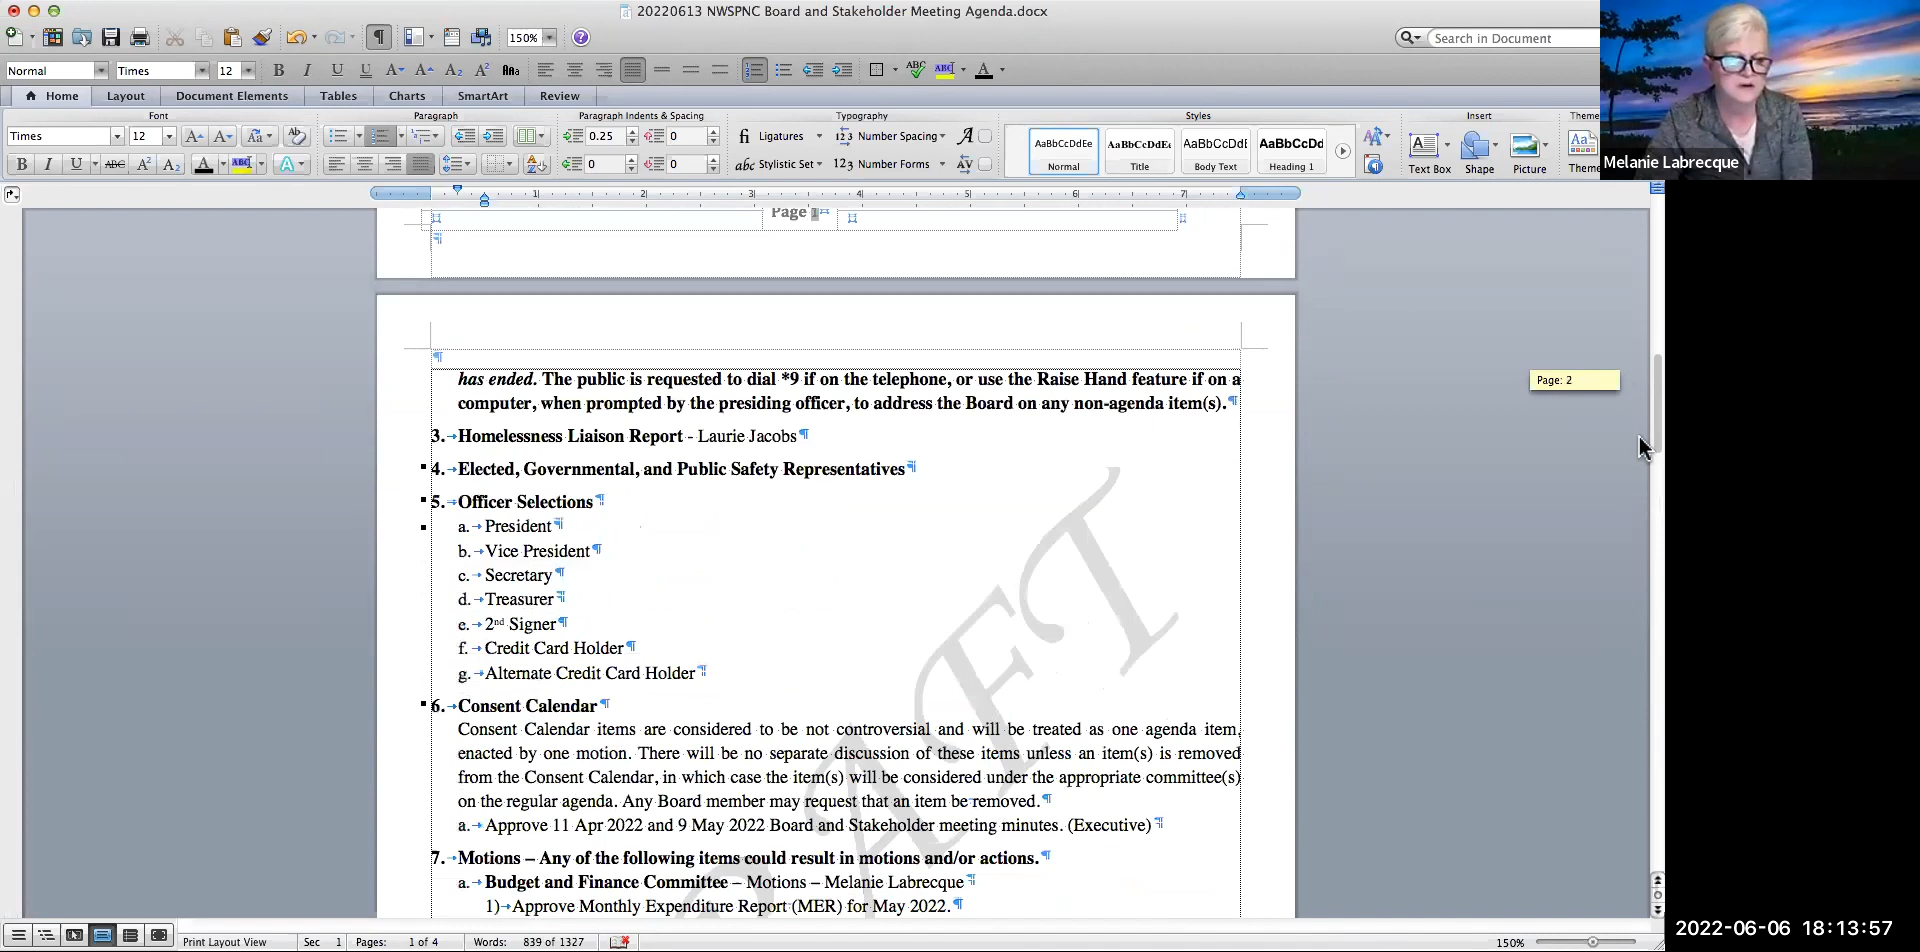 20220613 NWSPNC Board and Stakeholder Meeting Agenda.docx
150%
Search in Document
Normal Times 12
Home Layout Document Elements Tables Charts SmartArt Review
Font Paragraph Paragraph Indents & Spacing Typography Styles Insert Theme
Times 12 0.25 0 Ligatures Number Spacing
0 0 Stylistic Set Number Forms
AaBbCcDdEe Normal
Title
Body Text
Heading 1
Text Box Shape Picture Theme
Melanie Labrecque
Page 1
has ended. The public is requested to dial *9 if on the telephone, or use the Raise Hand feature if on a
computer, when prompted by the presiding officer, to address the Board on any non-agenda item(s).
3. Homelessness Liaison Report - Laurie Jacobs
4. Elected, Governmental, and Public Safety Representatives
5. Officer Selections
a. President
b. Vice President
c. Secretary
d. Treasurer
e. 2nd Signer
f. Credit Card Holder
g. Alternate Credit Card Holder
6. Consent Calendar
Consent Calendar items are considered to be not controversial and will be treated as one agenda item,
enacted by one motion. There will be no separate discussion of these items unless an item(s) is removed
from the Consent Calendar, in which case the item(s) will be considered under the appropriate committee(s)
on the regular agenda. Any Board member may request that an item be removed.
a. Approve 11 Apr 2022 and 9 May 2022 Board and Stakeholder meeting minutes. (Executive)
7. Motions – Any of the following items could result in motions and/or actions.
a. Budget and Finance Committee – Motions – Melanie Labrecque
1) Approve Monthly Expenditure Report (MER) for May 2022.
Page: 2
Print Layout View Sec 1 Pages: 1 of 4 Words: 839 of 1327 150%
2022-06-06 18:13:57